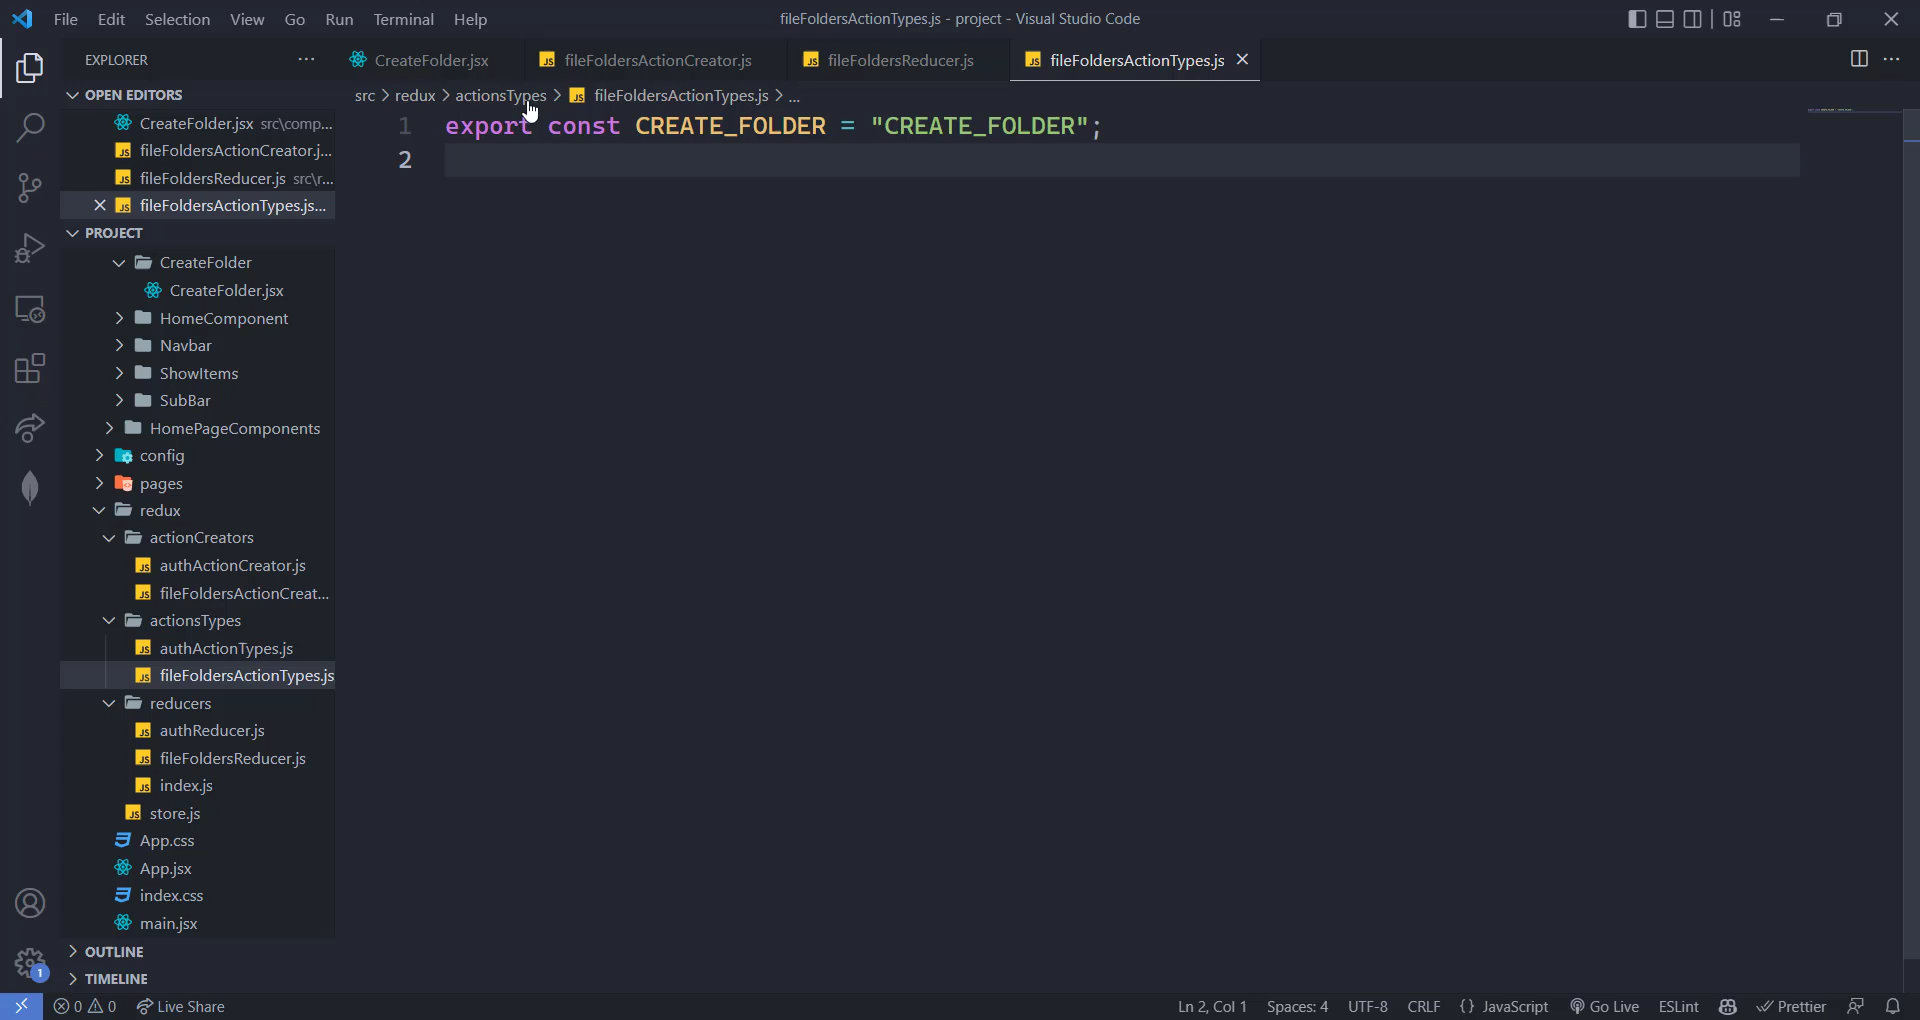 File Edit Selection View Go Run Terminal Help
fileFoldersActionTypes.js - project - Visual Studio Code
EXPLORER
CreateFolder.jsx
fileFoldersActionCreator.js
fileFoldersReducer.js
fileFoldersActionTypes.js
OPEN EDITORS
CreateFolder.jsx src\comp...
fileFoldersActionCreator.j...
fileFoldersReducer.js src\r...
fileFoldersActionTypes.js...
PROJECT
CreateFolder
CreateFolder.jsx
HomeComponent
Navbar
ShowItems
SubBar
HomePageComponents
config
pages
redux
actionCreators
authActionCreator.js
fileFoldersActionCreat...
actionsTypes
authActionTypes.js
fileFoldersActionTypes.js
reducers
authReducer.js
fileFoldersReducer.js
index.js
store.js
App.css
App.jsx
index.css
main.jsx
OUTLINE
TIMELINE
src > redux > actionsTypes > JS fileFoldersActionTypes.js > ...
1 export const CREATE_FOLDER = "CREATE_FOLDER";
2
1
0 0 Live Share
Ln 2, Col 1 Spaces: 4 UTF-8 CRLF {} JavaScript Go Live ESLint Prettier